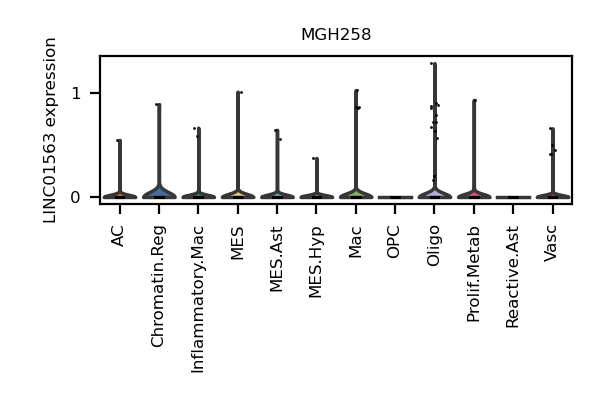 MGH258
LINC01563 expression
1
0
AC
Chromatin.Reg
Inflammatory.Mac
MES
MES.Ast
MES.Hyp
Mac
OPC
Oligo
Prolif.Metab
Reactive.Ast
Vasc